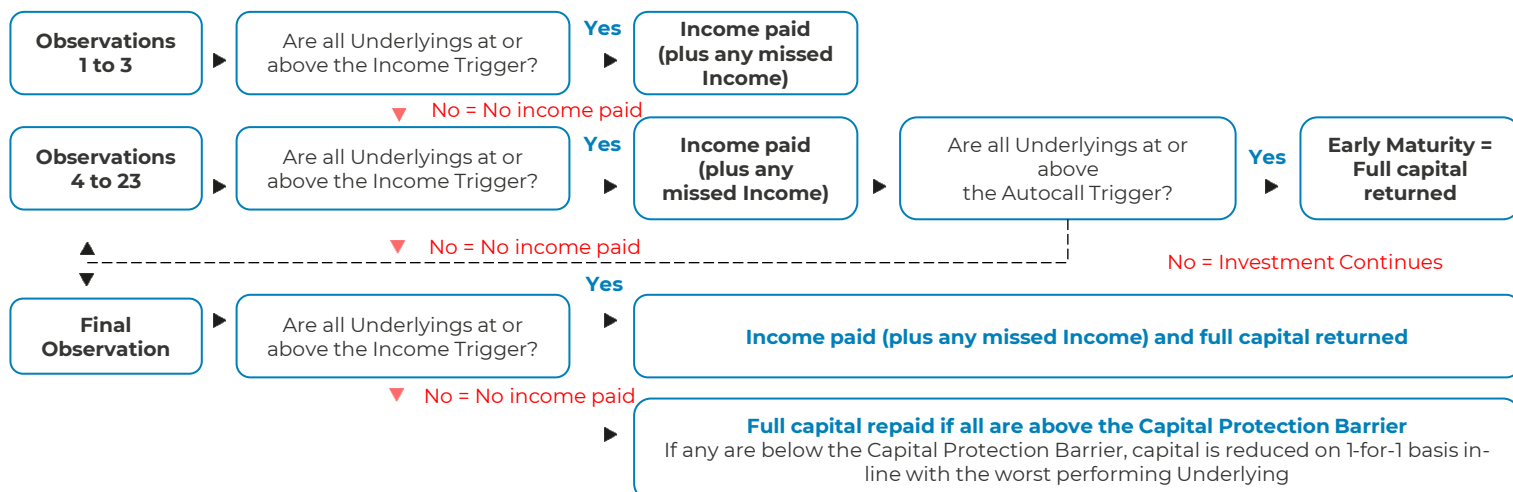 Observations
1 to 3
Are all Underlyings at or
above the Income Trigger?
Yes
Income paid
(plus any missed
Income)
No = No income paid
Observations
4 to 23
Are all Underlyings at or
above the Income Trigger?
Yes
Income paid
(plus any
missed Income)
Are all Underlyings at or
above
the Autocall Trigger?
Yes
Early Maturity =
Full capital
returned
No = No income paid
No = Investment Continues
Final
Observation
Are all Underlyings at or
above the Income Trigger?
Yes
Income paid (plus any missed Income) and full capital returned
No = No income paid
Full capital repaid if all are above the Capital Protection Barrier
If any are below the Capital Protection Barrier, capital is reduced on 1-for-1 basis in-
line with the worst performing Underlying